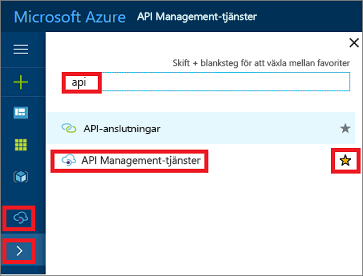 Microsoft Azure API Management-tjänster
Skift + blanksteg för att växla mellan favoriter
api
API-anslutningar
API Management-tjänster